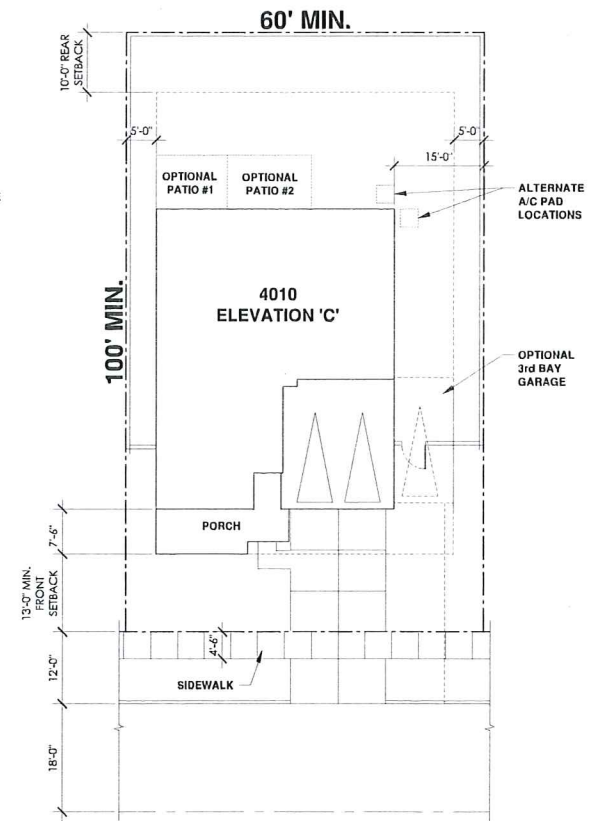 60' MIN.
10'-0" REAR
SETBACK
5'-0"
5'-0"
15'-0"
OPTIONAL
PATIO #1
OPTIONAL
PATIO #2
ALTERNATE
A/C PAD
LOCATIONS
100' MIN.
4010
ELEVATION 'C'
OPTIONAL
3rd BAY
GARAGE
7'-6"
PORCH
13'-0" MIN.
FRONT
SETBACK
4'-6"
12'-0"
SIDEWALK
18'-0"